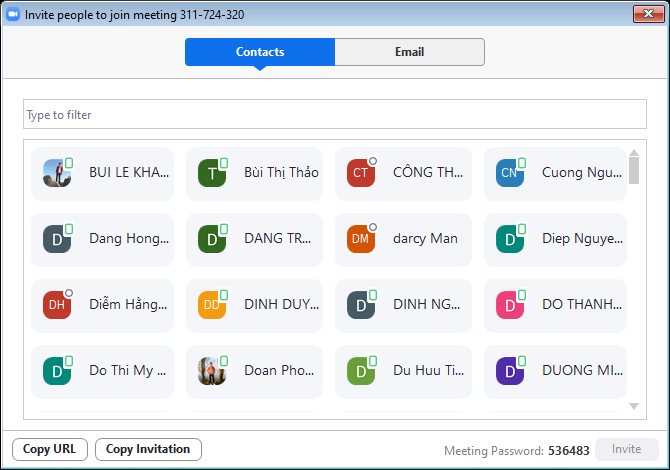 Invite people to join meeting 311-724-320
Contacts Email
Type to filter
BUI LE KHA... T Bùi Thị Thảo CT CÔNG TH... CN Cuong Ngu...
D Dang Hong... D DANG TR... DM darcy Man D Diep Nguye...
DH Diễm Hằng... DD DINH DUY... D DINH NG... D DO THANH...
D Do Thi My ... Doan Pho... D Du Huu Ti... D DUONG MI...
Copy URL Copy Invitation Meeting Password: 536483 Invite